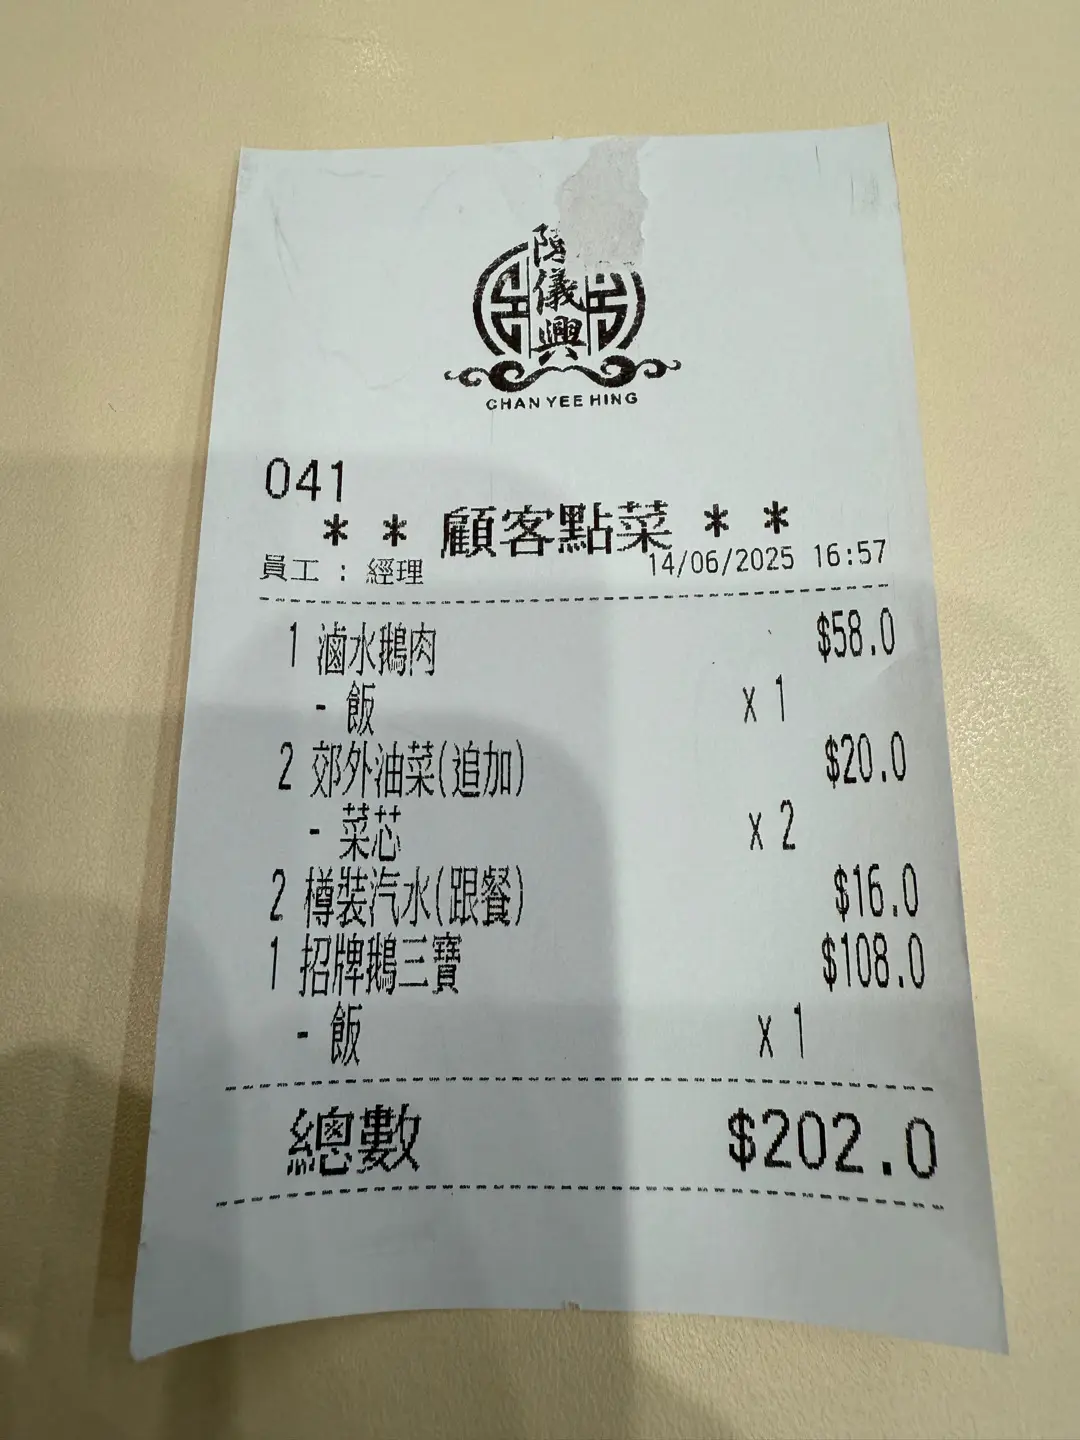 陳儀興
CHAN YEE HING
041
** 顧客點菜 **
員工 : 經理 14/06/2025 16:57
1 滷水鵝肉 $58.0
- 飯 x 1
2 郊外油菜(追加) $20.0
- 菜芯 x 2
2 樽裝汽水(跟餐) $16.0
1 招牌鵝三寶 $108.0
- 飯 x 1
總數 $202.0